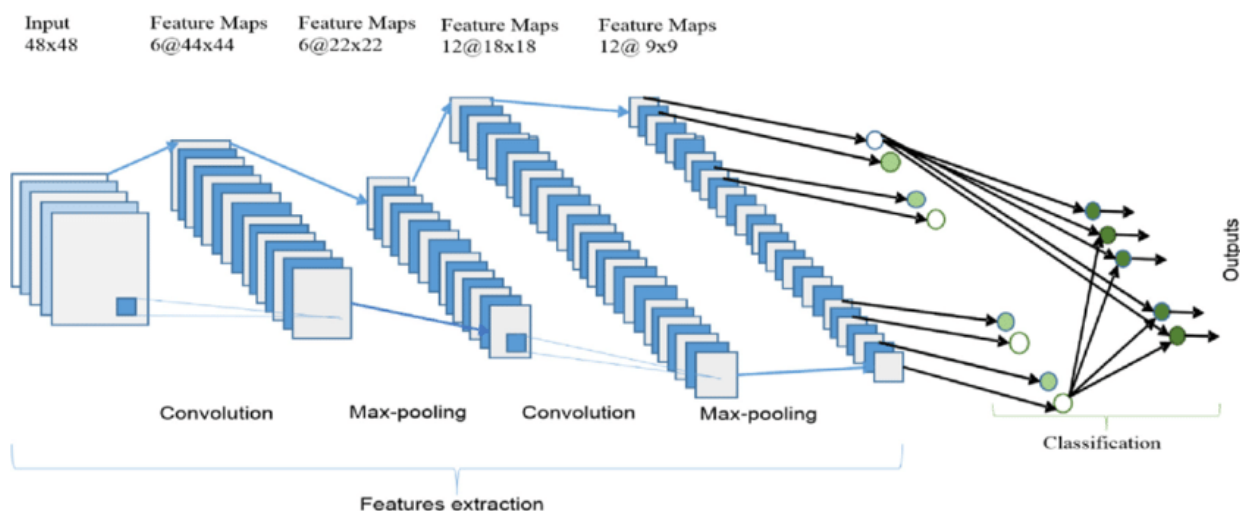 Input
48x48
Feature Maps
6@44x44
Feature Maps
6@22x22
Feature Maps
12@18x18
Feature Maps
12@ 9x9
Outputs
Convolution
Max-pooling
Convolution
Max-pooling
Classification
Features extraction